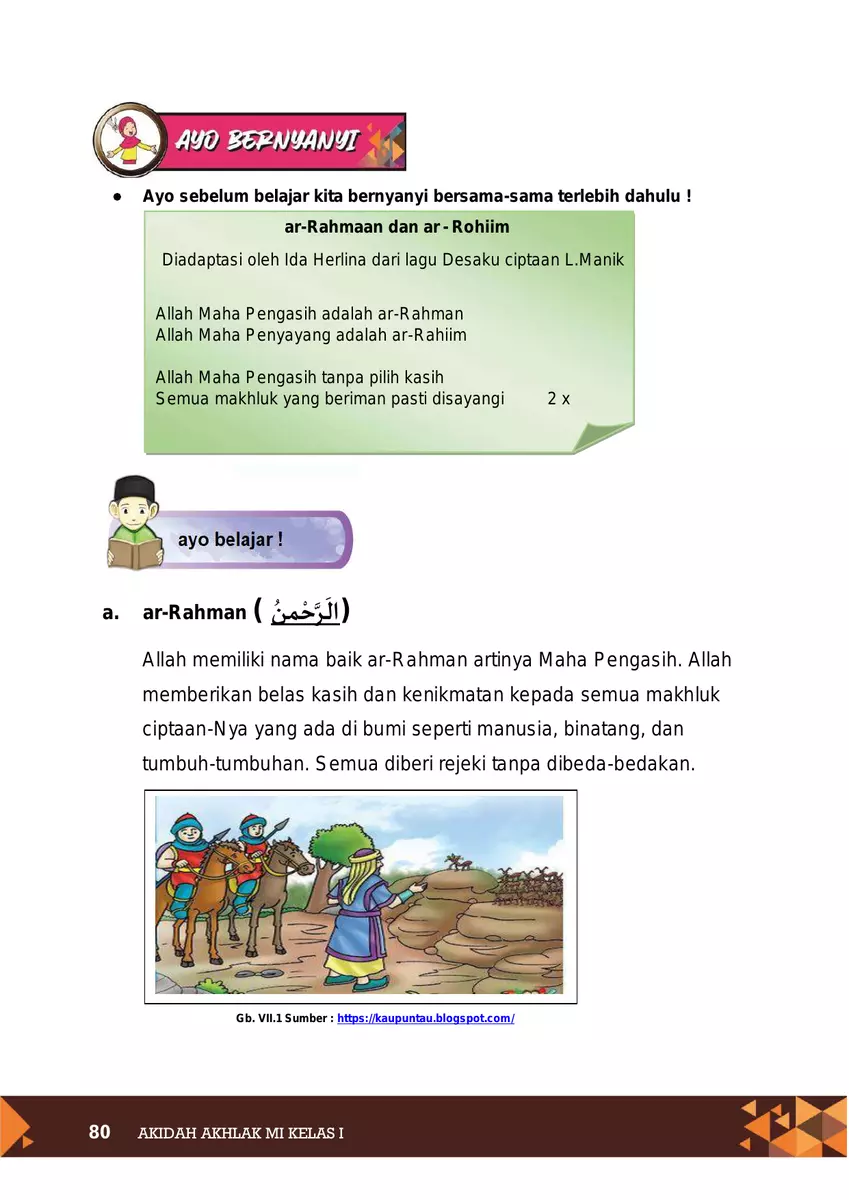 AYO BERNYANYI
● Ayo sebelum belajar kita bernyanyi bersama-sama terlebih dahulu !
ar-Rahmaan dan ar - Rohiim
Diadaptasi oleh Ida Herlina dari lagu Desaku ciptaan L.Manik
Allah Maha Pengasih adalah ar-Rahman
Allah Maha Penyayang adalah ar-Rahiim
Allah Maha Pengasih tanpa pilih kasih
Semua makhluk yang beriman pasti disayangi 2 x
ayo belajar !
a. ar-Rahman ( الَرَّحْمنُ )
Allah memiliki nama baik ar-Rahman artinya Maha Pengasih. Allah
memberikan belas kasih dan kenikmatan kepada semua makhluk
ciptaan-Nya yang ada di bumi seperti manusia, binatang, dan
tumbuh-tumbuhan. Semua diberi rejeki tanpa dibeda-bedakan.
Gb. VII.1 Sumber : https://kaupuntau.blogspot.com/
80 AKIDAH AKHLAK MI KELAS I